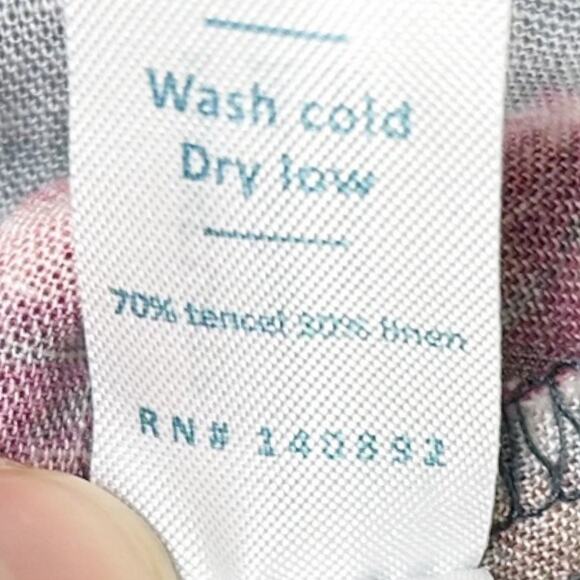 Wash cold
Dry low
70% tencel 30% linen
RN# 140892